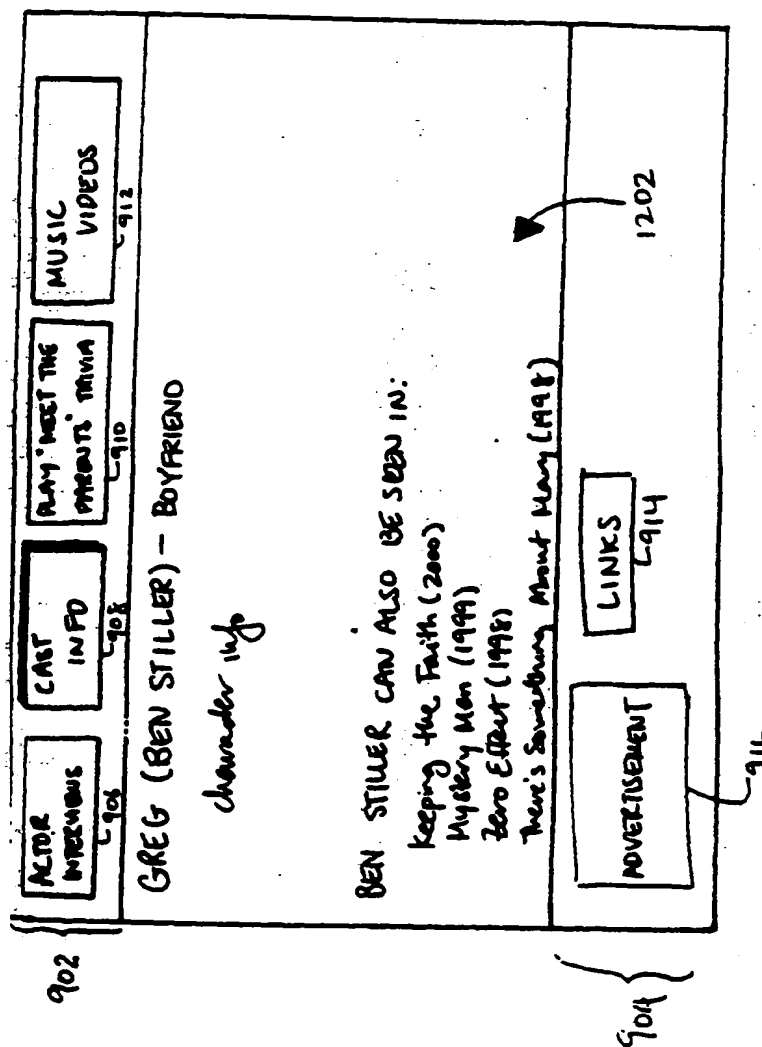 902
ACTOR
INTERVIEWS
906
CAST
INFO
908
PLAY "MEET THE
PARENTS" TRIVIA
910
MUSIC
VIDEOS
912
GREG (BEN STILLER) – BOYFRIEND
character info
BEN STILLER CAN ALSO BE SEEN IN:
Keeping the Faith (2000)
Mystery Men (1999)
Zero Effect (1998)
There's Something About Mary (1998)
1202
904
ADVERTISEMENT
916
LINKS
914